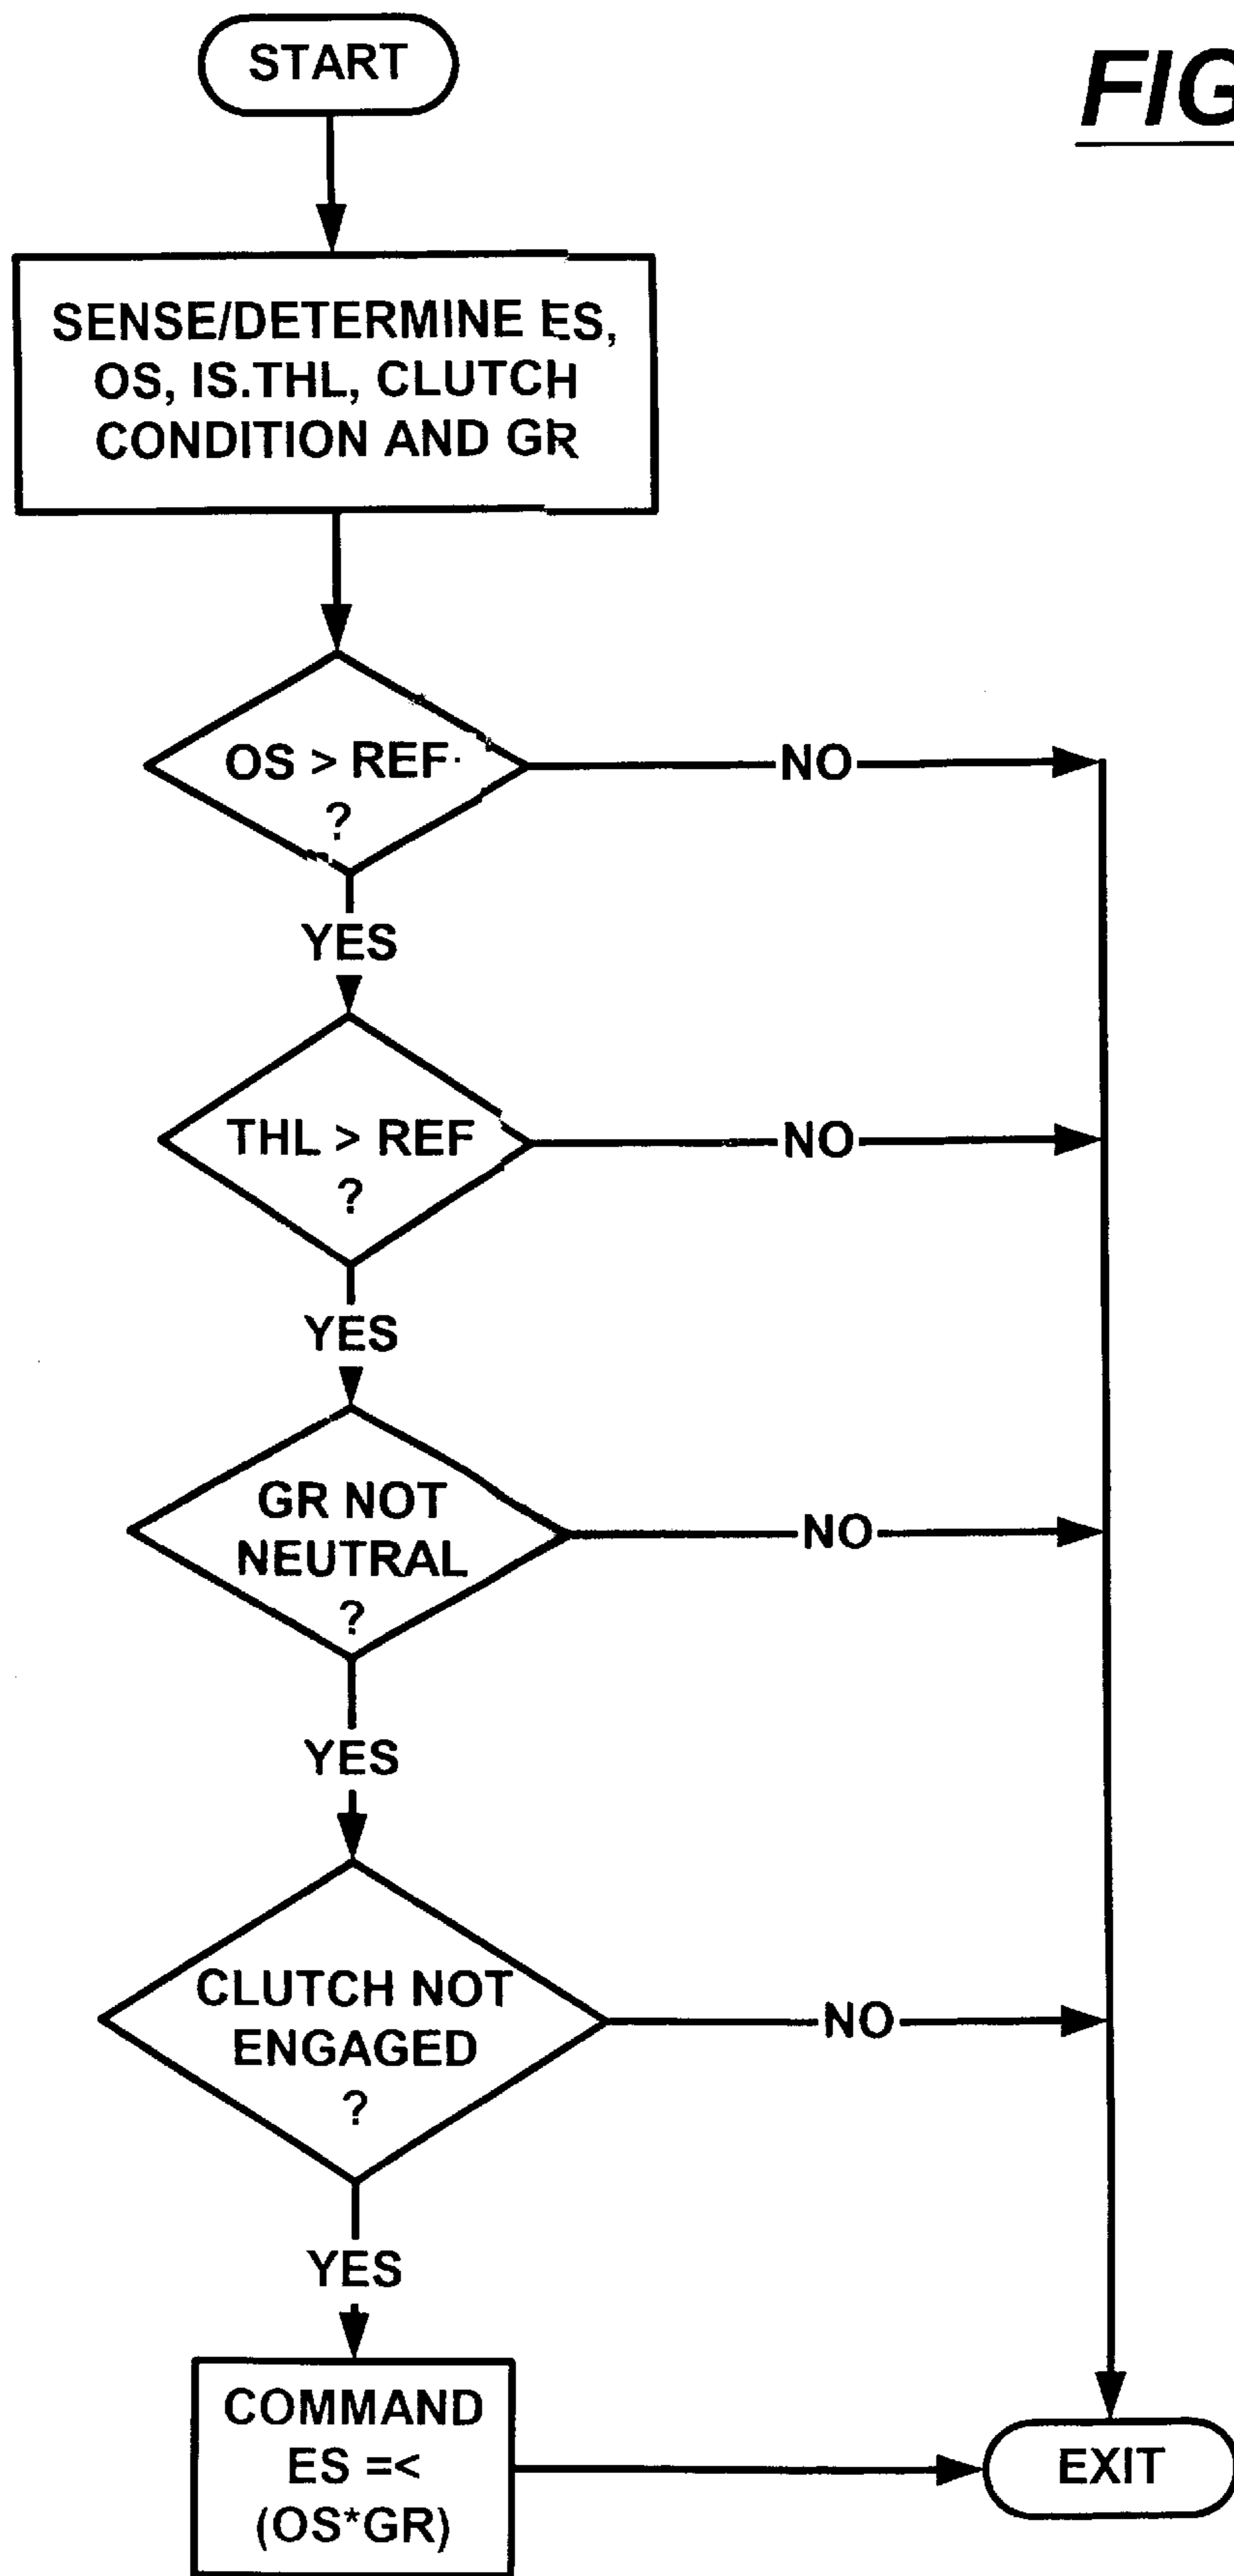 START
FIG
SENSE/DETERMINE ES,
OS, IS.THL, CLUTCH
CONDITION AND GR
OS > REF
?
NO
YES
THL > REF
?
NO
YES
GR NOT
NEUTRAL
?
NO
YES
CLUTCH NOT
ENGAGED
?
NO
YES
COMMAND
ES =<
(OS*GR)
EXIT